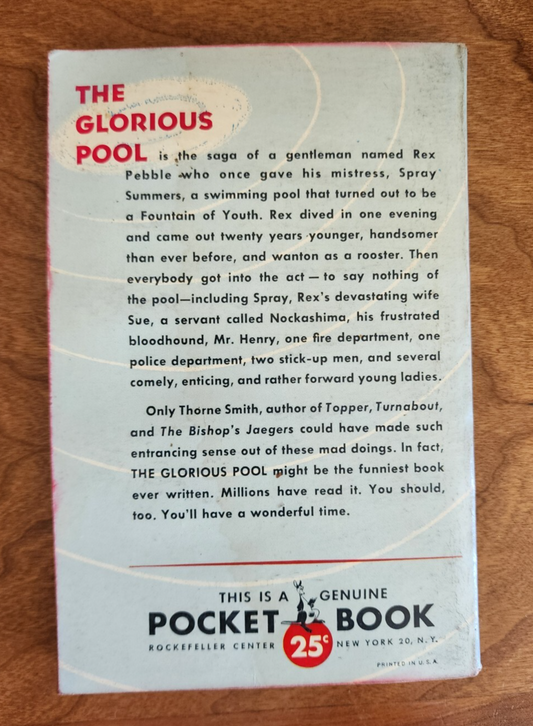 THE
GLORIOUS
POOL is the saga of a gentleman named Rex
Pebble who once gave his mistress, Spray
Summers, a swimming pool that turned out to be
a Fountain of Youth. Rex dived in one evening
and came out twenty years younger, handsomer
than ever before, and wanton as a rooster. Then
everybody got into the act—to say nothing of
the pool—including Spray, Rex's devastating wife
Sue, a servant called Nockashima, his frustrated
bloodhound, Mr. Henry, one fire department, one
police department, two stick-up men, and several
comely, enticing, and rather forward young ladies.
Only Thorne Smith, author of Topper, Turnabout,
and The Bishop's Jaegers could have made such
entrancing sense out of these mad doings. In fact,
THE GLORIOUS POOL might be the funniest book
ever written. Millions have read it. You should,
too. You'll have a wonderful time.
THIS IS A GENUINE
POCKET BOOK
ROCKEFELLER CENTER 25¢ NEW YORK 20, N. Y.
PRINTED IN U.S.A.